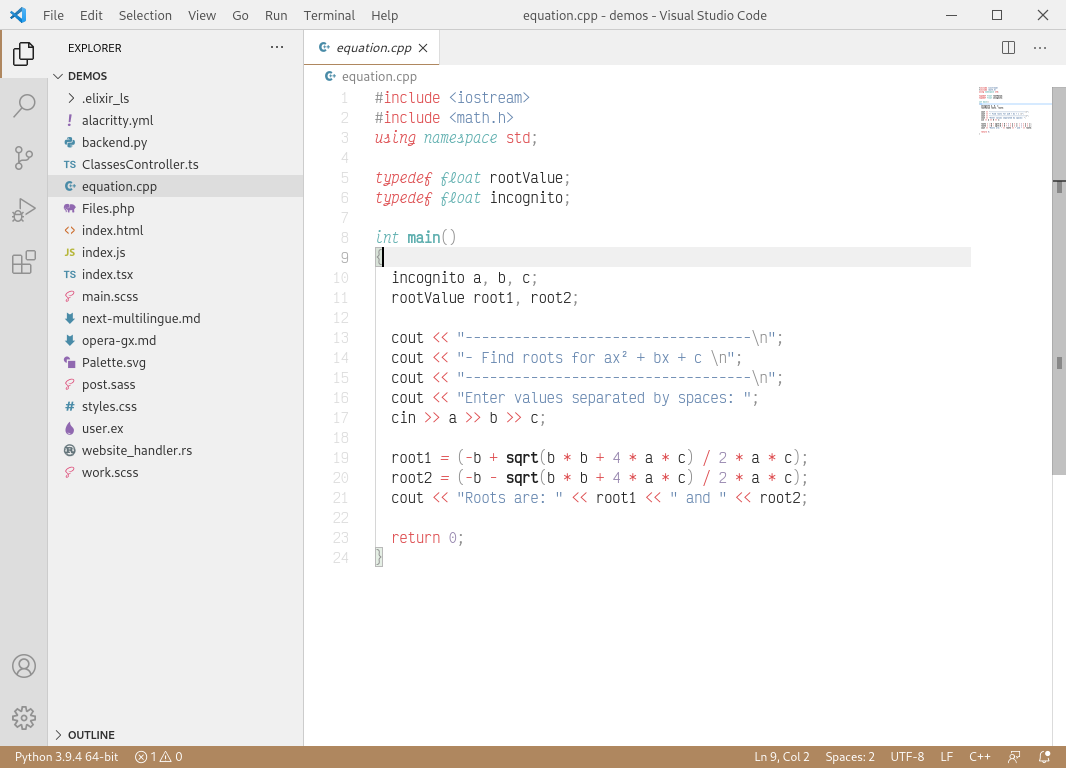 File Edit Selection View Go Run Terminal Help equation.cpp - demos - Visual Studio Code
EXPLORER
DEMOS
.elixir_ls
! alacritty.yml
backend.py
TS ClassesController.ts
equation.cpp
Files.php
<> index.html
JS index.js
TS index.tsx
main.scss
next-multilingue.md
opera-gx.md
Palette.svg
post.sass
# styles.css
user.ex
website_handler.rs
work.scss
OUTLINE
equation.cpp
equation.cpp
1 #include <iostream>
2 #include <math.h>
3 using namespace std;
4
5 typedef float rootValue;
6 typedef float incognito;
7
8 int main()
9 {
10 incognito a, b, c;
11 rootValue root1, root2;
12
13 cout << "-----------------------------------\n";
14 cout << "- Find roots for ax² + bx + c \n";
15 cout << "-----------------------------------\n";
16 cout << "Enter values separated by spaces: ";
17 cin >> a >> b >> c;
18
19 root1 = (-b + sqrt(b * b + 4 * a * c) / 2 * a * c);
20 root2 = (-b - sqrt(b * b + 4 * a * c) / 2 * a * c);
21 cout << "Roots are: " << root1 << " and " << root2;
22
23 return 0;
24 }
Python 3.9.4 64-bit 1 0 Ln 9, Col 2 Spaces: 2 UTF-8 LF C++